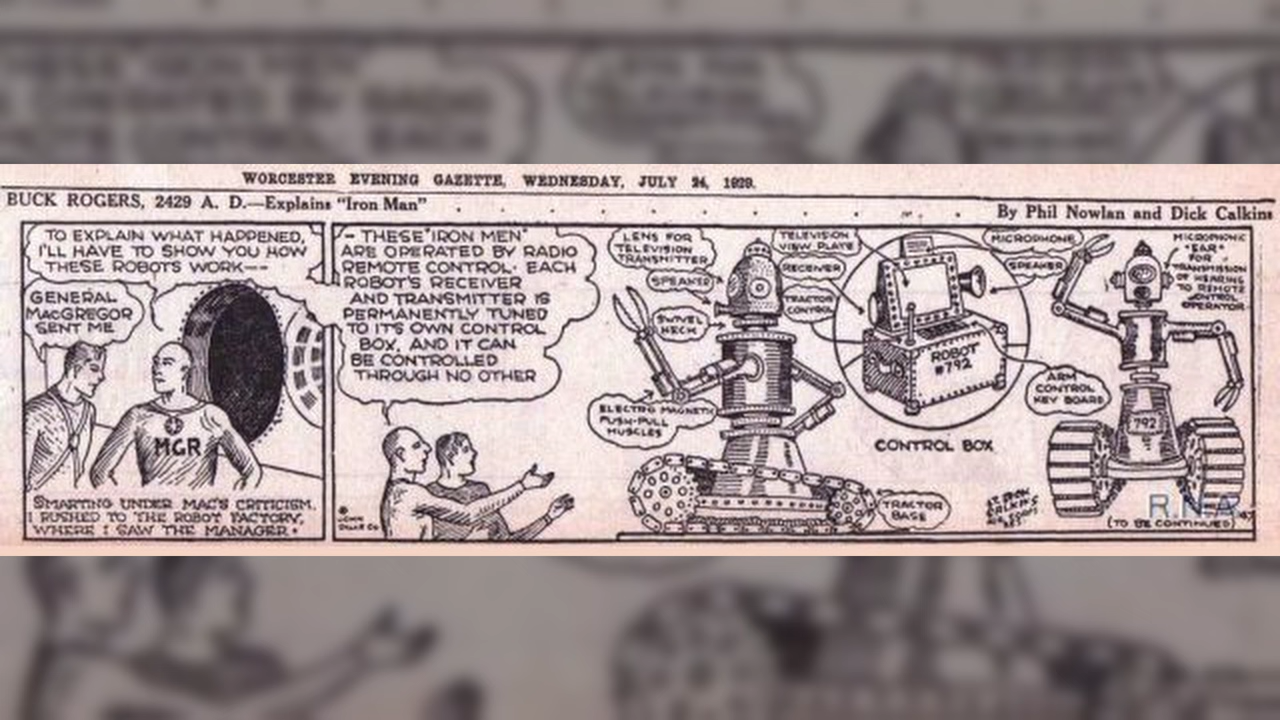 WORCESTER EVENING GAZETTE, WEDNESDAY, JULY 24, 1929.
BUCK ROGERS, 2429 A. D.—Explains "Iron Man"
By Phil Nowlan and Dick Calkins
TO EXPLAIN WHAT HAPPENED,
I'LL HAVE TO SHOW YOU HOW
THESE ROBOTS WORK--
GENERAL
MACGREGOR
SENT ME
MGR
SMARTING UNDER MAC'S CRITICISM,
I RUSHED TO THE ROBOT FACTORY,
WHERE I SAW THE MANAGER.
- THESE "IRON MEN"
ARE OPERATED BY RADIO
REMOTE CONTROL. EACH
ROBOT'S RECEIVER
AND TRANSMITTER IS
PERMANENTLY TUNED
TO IT'S OWN CONTROL
BOX, AND IT CAN
BE CONTROLLED
THROUGH NO OTHER
© JOHN
DILLE CO
LENS FOR
TELEVISION
TRANSMITTER
SPEAKER
SWIVEL
NECK
ELECTRO MAGNETIC
PUSH-PULL
MUSCLES
TRACTOR
BASE
TELEVISION
VIEW PLATE
RECEIVER
TRACTOR
CONTROL
MICROPHONE
SPEAKER
ROBOT
#792
ARM
CONTROL
KEY BOARD
CONTROL BOX
MICROPHONIC
"EAR"
FOR
TRANSMISSION
OF HEARING
TO REMOTE
CONTROL
OPERATOR
792
DICK
CALKINS
RNA
(TO BE CONTINUED)